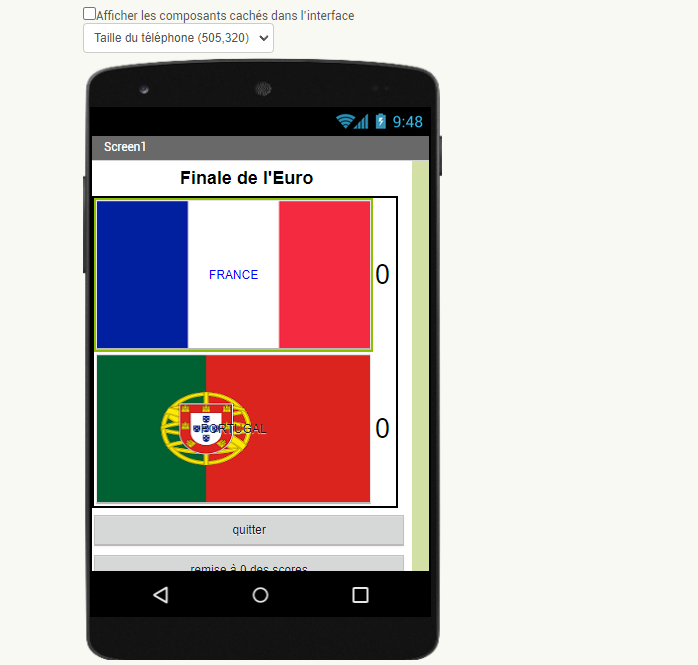 Afficher les composants cachés dans l'interface
Taille du téléphone (505,320)
9:48
Screen1
Finale de l'Euro
FRANCE
0
PORTUGAL
0
quitter
remise à 0 des scores